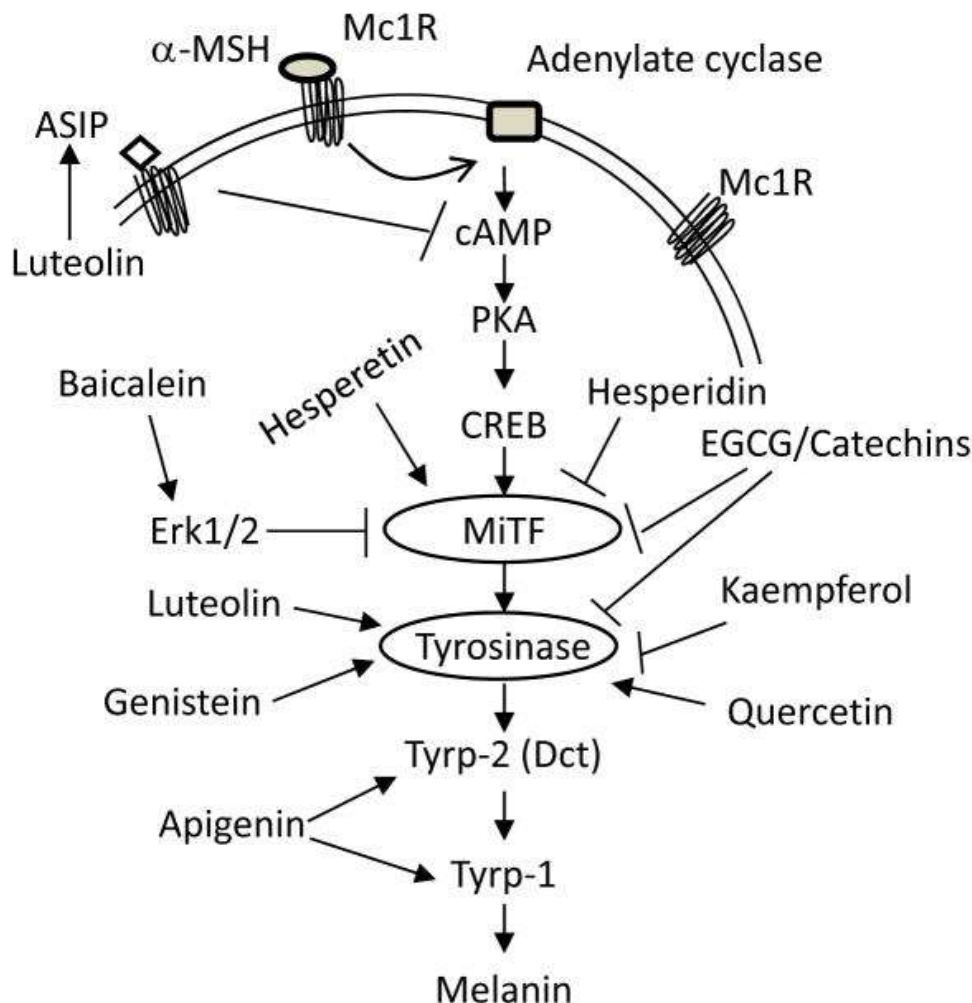 Mc1R
α-MSH
Adenylate cyclase
ASIP
Mc1R
Luteolin
cAMP
PKA
Baicalein
Hesperetin
Hesperidin
CREB
EGCG/Catechins
Erk1/2
MiTF
Luteolin
Kaempferol
Tyrosinase
Genistein
Quercetin
Tyrp-2 (Dct)
Apigenin
Tyrp-1
Melanin